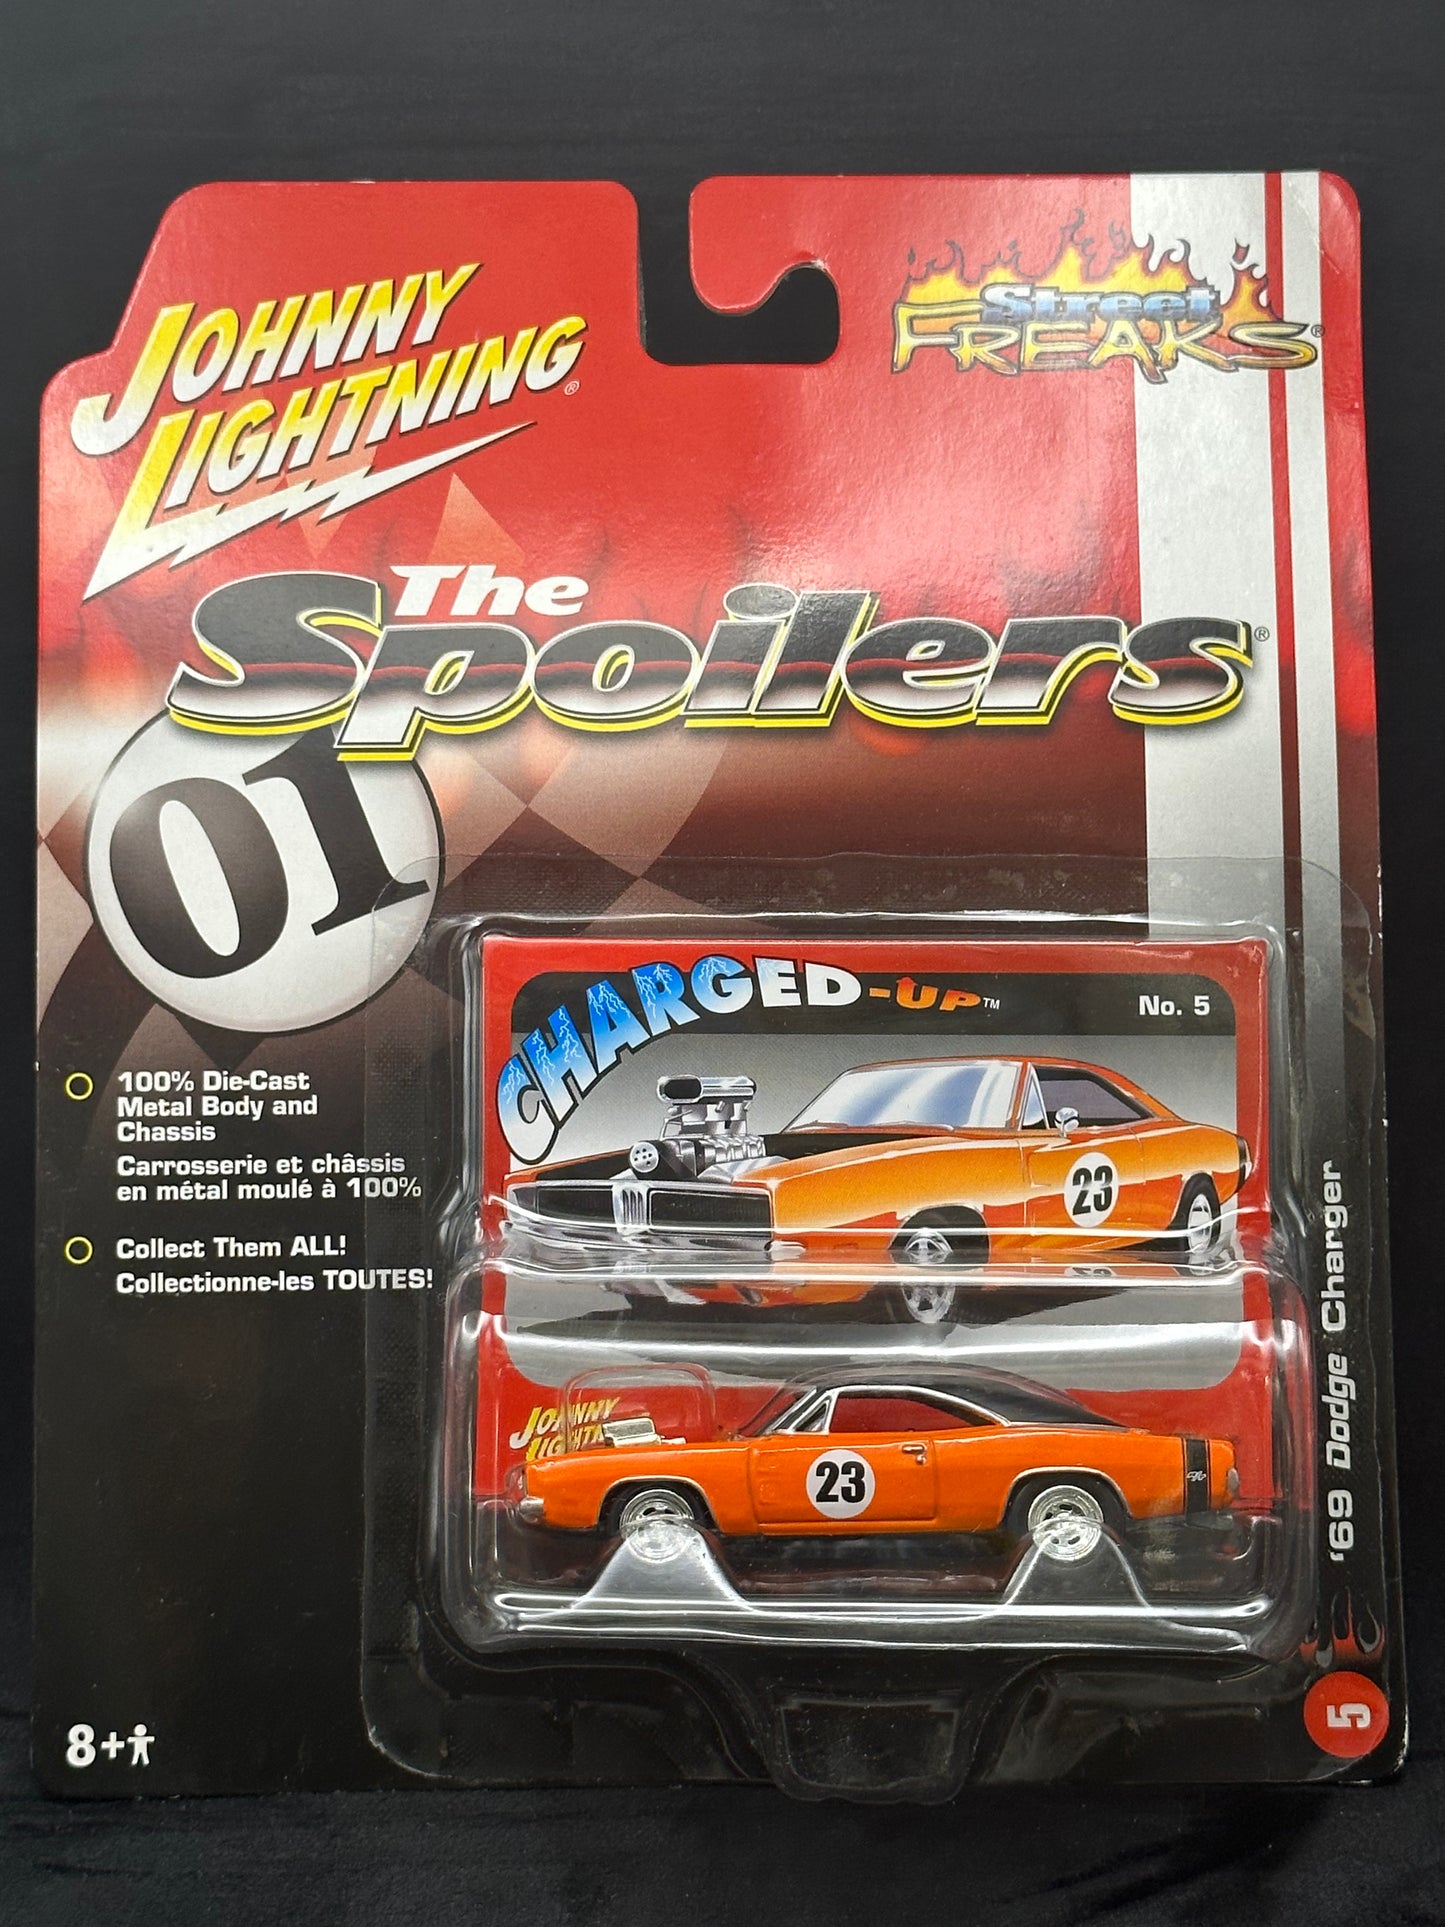 JOHNNY
LIGHTNING®
Street
FREAKS®
The
Spoilers®
01
CHARGED-UP™
No. 5
23
100% Die-Cast
Metal Body and
Chassis
Carrosserie et châssis
en métal moulé à 100%
Collect Them ALL!
Collectionne-les TOUTES!
JOHNNY
LIGHTN
23
R/T
'69 Dodge Charger
5
8+